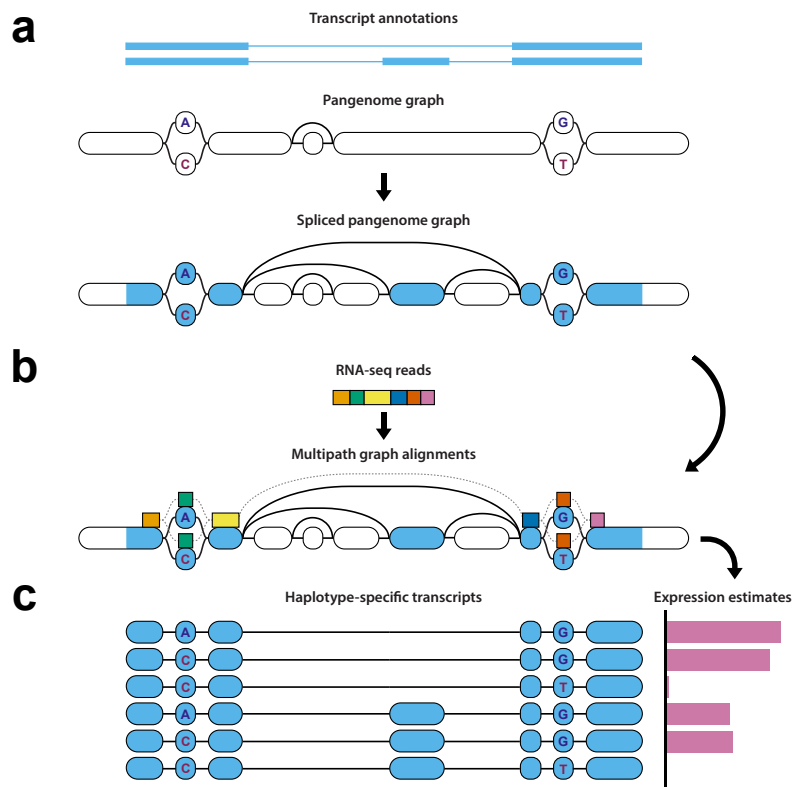 a
Transcript annotations
Pangenome graph
A G
C T
Spliced pangenome graph
A G
C T
b
RNA-seq reads
Multipath graph alignments
A G
C T
c
Haplotype-specific transcripts Expression estimates
A G
C G
C T
A G
C G
C T